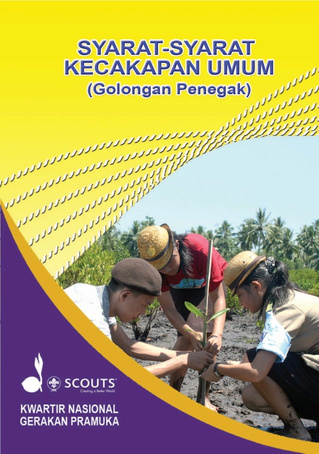 SYARAT-SYARAT
KECAKAPAN UMUM
(Golongan Penegak)
SCOUTS
Creating a Better World
KWARTIR NASIONAL
GERAKAN PRAMUKA